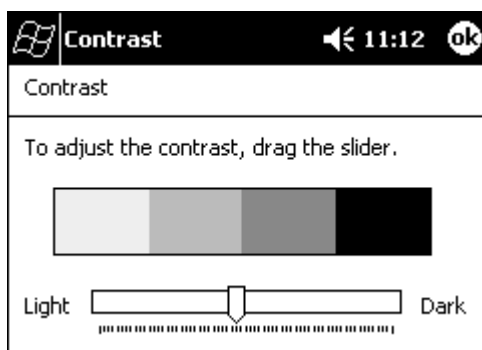 Contrast 11:12 ok
Contrast
To adjust the contrast, drag the slider.
Light Dark